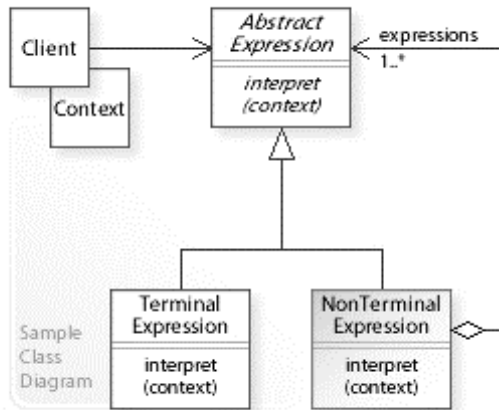 Client
Context
Abstract
Expression
interpret
(context)
expressions
1..*
Terminal
Expression
interpret
(context)
NonTerminal
Expression
interpret
(context)
Sample
Class
Diagram